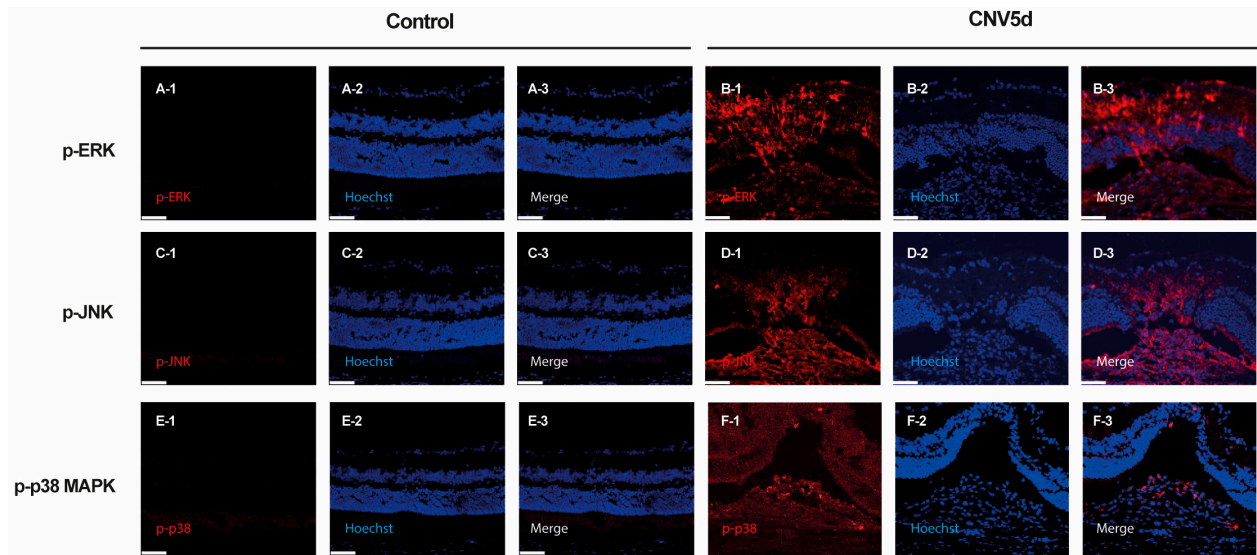 Control
CNV5d
p-ERK
A-1
p-ERK
A-2
Hoechst
A-3
Merge
B-1
p-ERK
B-2
Hoechst
B-3
Merge
p-JNK
C-1
p-JNK
C-2
Hoechst
C-3
Merge
D-1
p-JNK
D-2
Hoechst
D-3
Merge
p-p38 MAPK
E-1
p-p38
E-2
Hoechst
E-3
Merge
F-1
p-p38
F-2
Hoechst
F-3
Merge